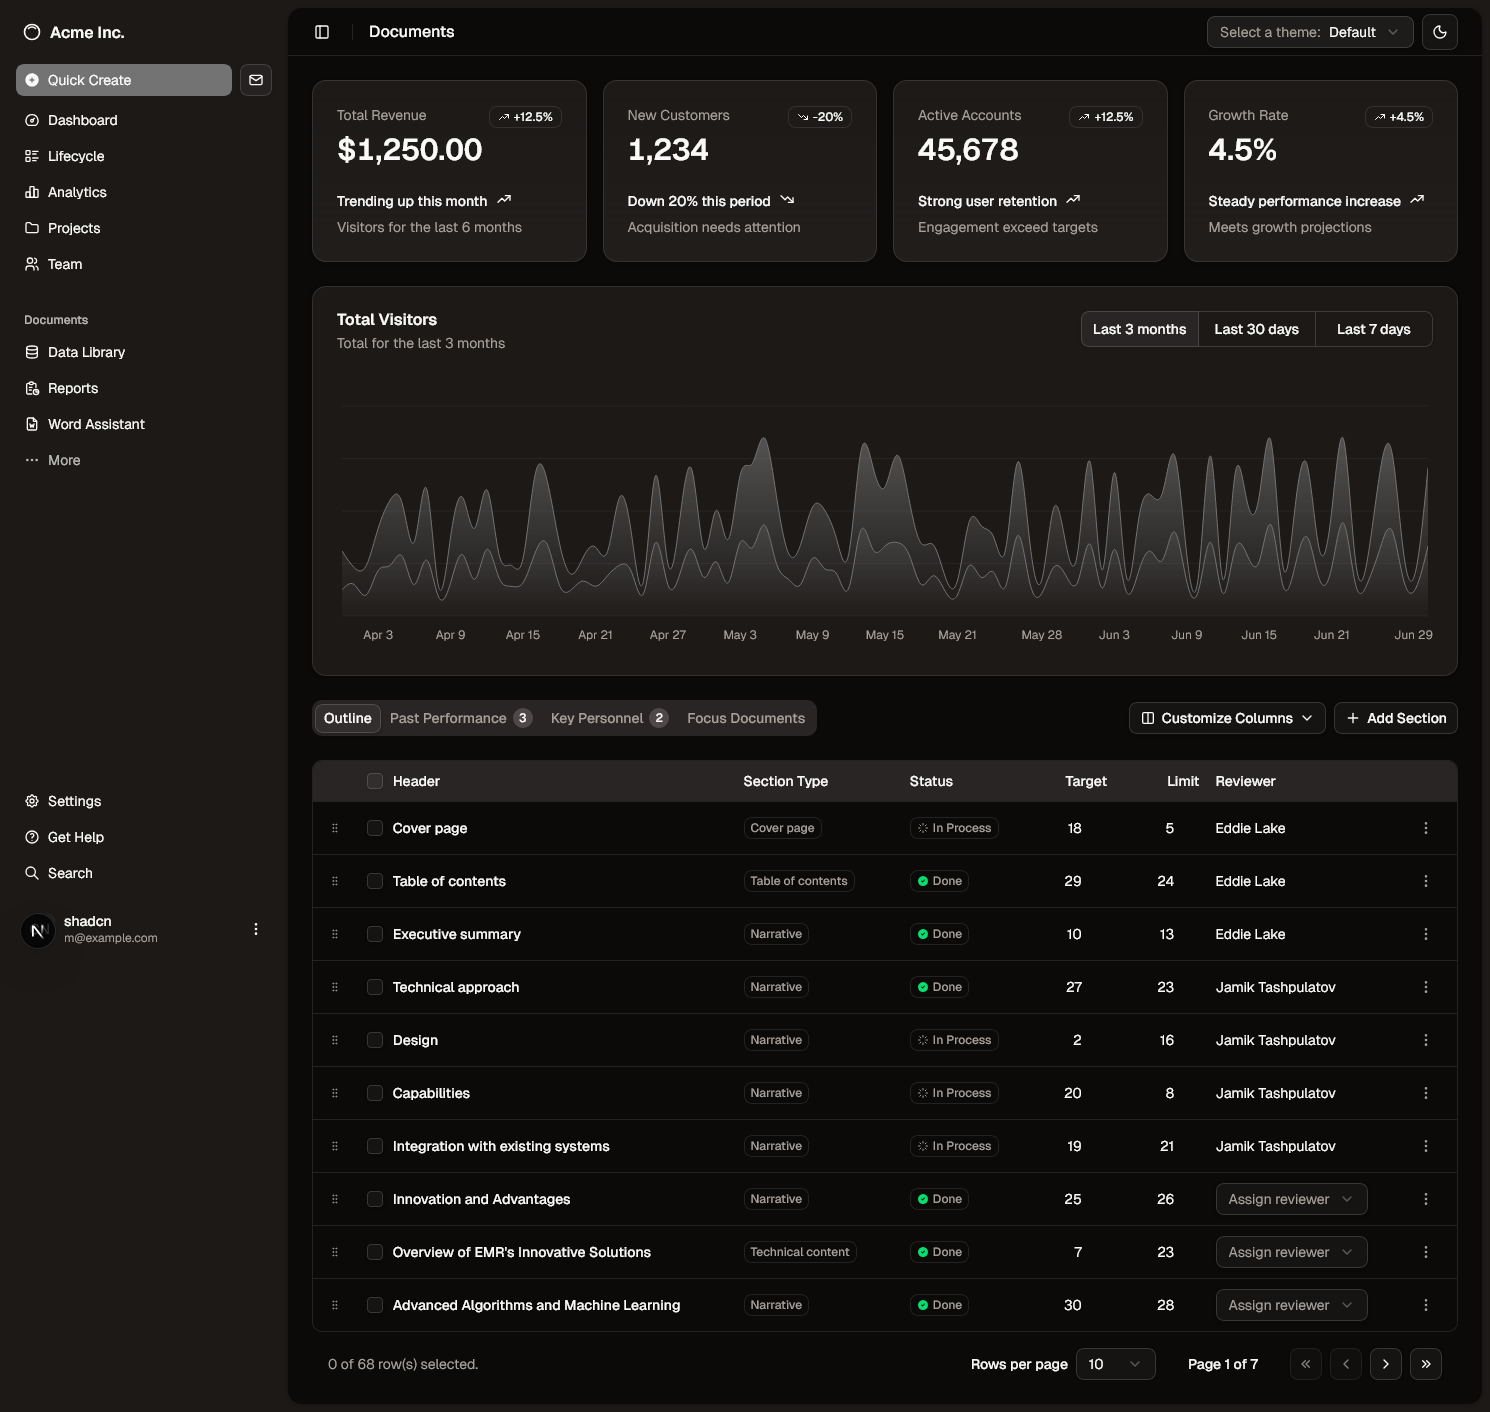 Acme Inc.
Quick Create
Dashboard
Lifecycle
Analytics
Projects
Team
Documents
Data Library
Reports
Word Assistant
More
Settings
Get Help
Search
shadcn
m@example.com
Documents
Select a theme: Default
Total Revenue
+12.5%
$1,250.00
Trending up this month
Visitors for the last 6 months
New Customers
-20%
1,234
Down 20% this period
Acquisition needs attention
Active Accounts
+12.5%
45,678
Strong user retention
Engagement exceed targets
Growth Rate
+4.5%
4.5%
Steady performance increase
Meets growth projections
Total Visitors
Total for the last 3 months
Last 3 months Last 30 days Last 7 days
Apr 3 Apr 9 Apr 15 Apr 21 Apr 27 May 3 May 9 May 15 May 21 May 28 Jun 3 Jun 9 Jun 15 Jun 21 Jun 29
Outline Past Performance 3 Key Personnel 2 Focus Documents
Customize Columns Add Section
Header Section Type Status Target Limit Reviewer
Cover page Cover page In Process 18 5 Eddie Lake
Table of contents Table of contents Done 29 24 Eddie Lake
Executive summary Narrative Done 10 13 Eddie Lake
Technical approach Narrative Done 27 23 Jamik Tashpulatov
Design Narrative In Process 2 16 Jamik Tashpulatov
Capabilities Narrative In Process 20 8 Jamik Tashpulatov
Integration with existing systems Narrative In Process 19 21 Jamik Tashpulatov
Innovation and Advantages Narrative Done 25 26 Assign reviewer
Overview of EMR's Innovative Solutions Technical content Done 7 23 Assign reviewer
Advanced Algorithms and Machine Learning Narrative Done 30 28 Assign reviewer
0 of 68 row(s) selected. Rows per page 10 Page 1 of 7